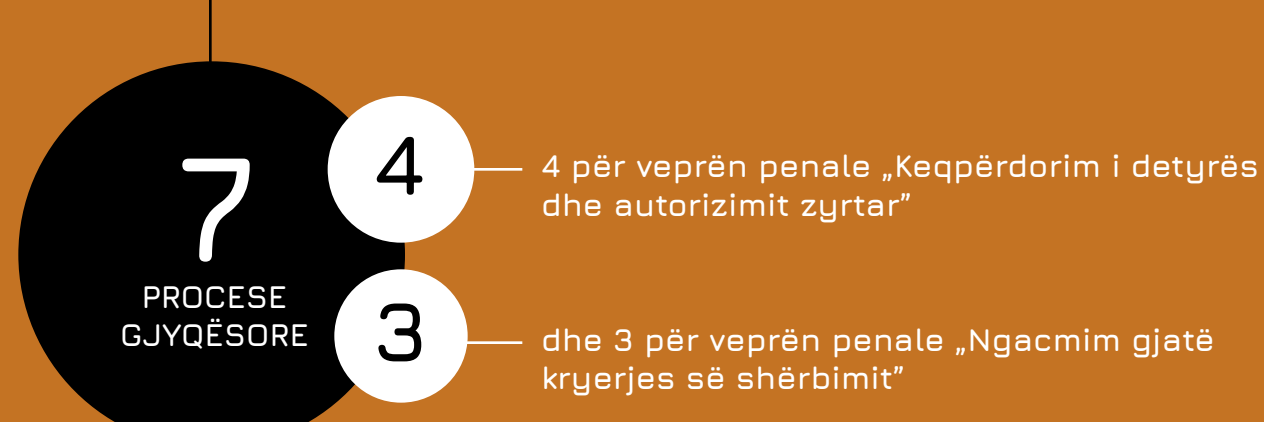 7
PROCESE
GJYQËSORE
4
4 për veprën penale „Keqpërdorim i detyrës
dhe autorizimit zyrtar”
3
dhe 3 për veprën penale „Ngacmim gjatë
kryerjes së shërbimit”